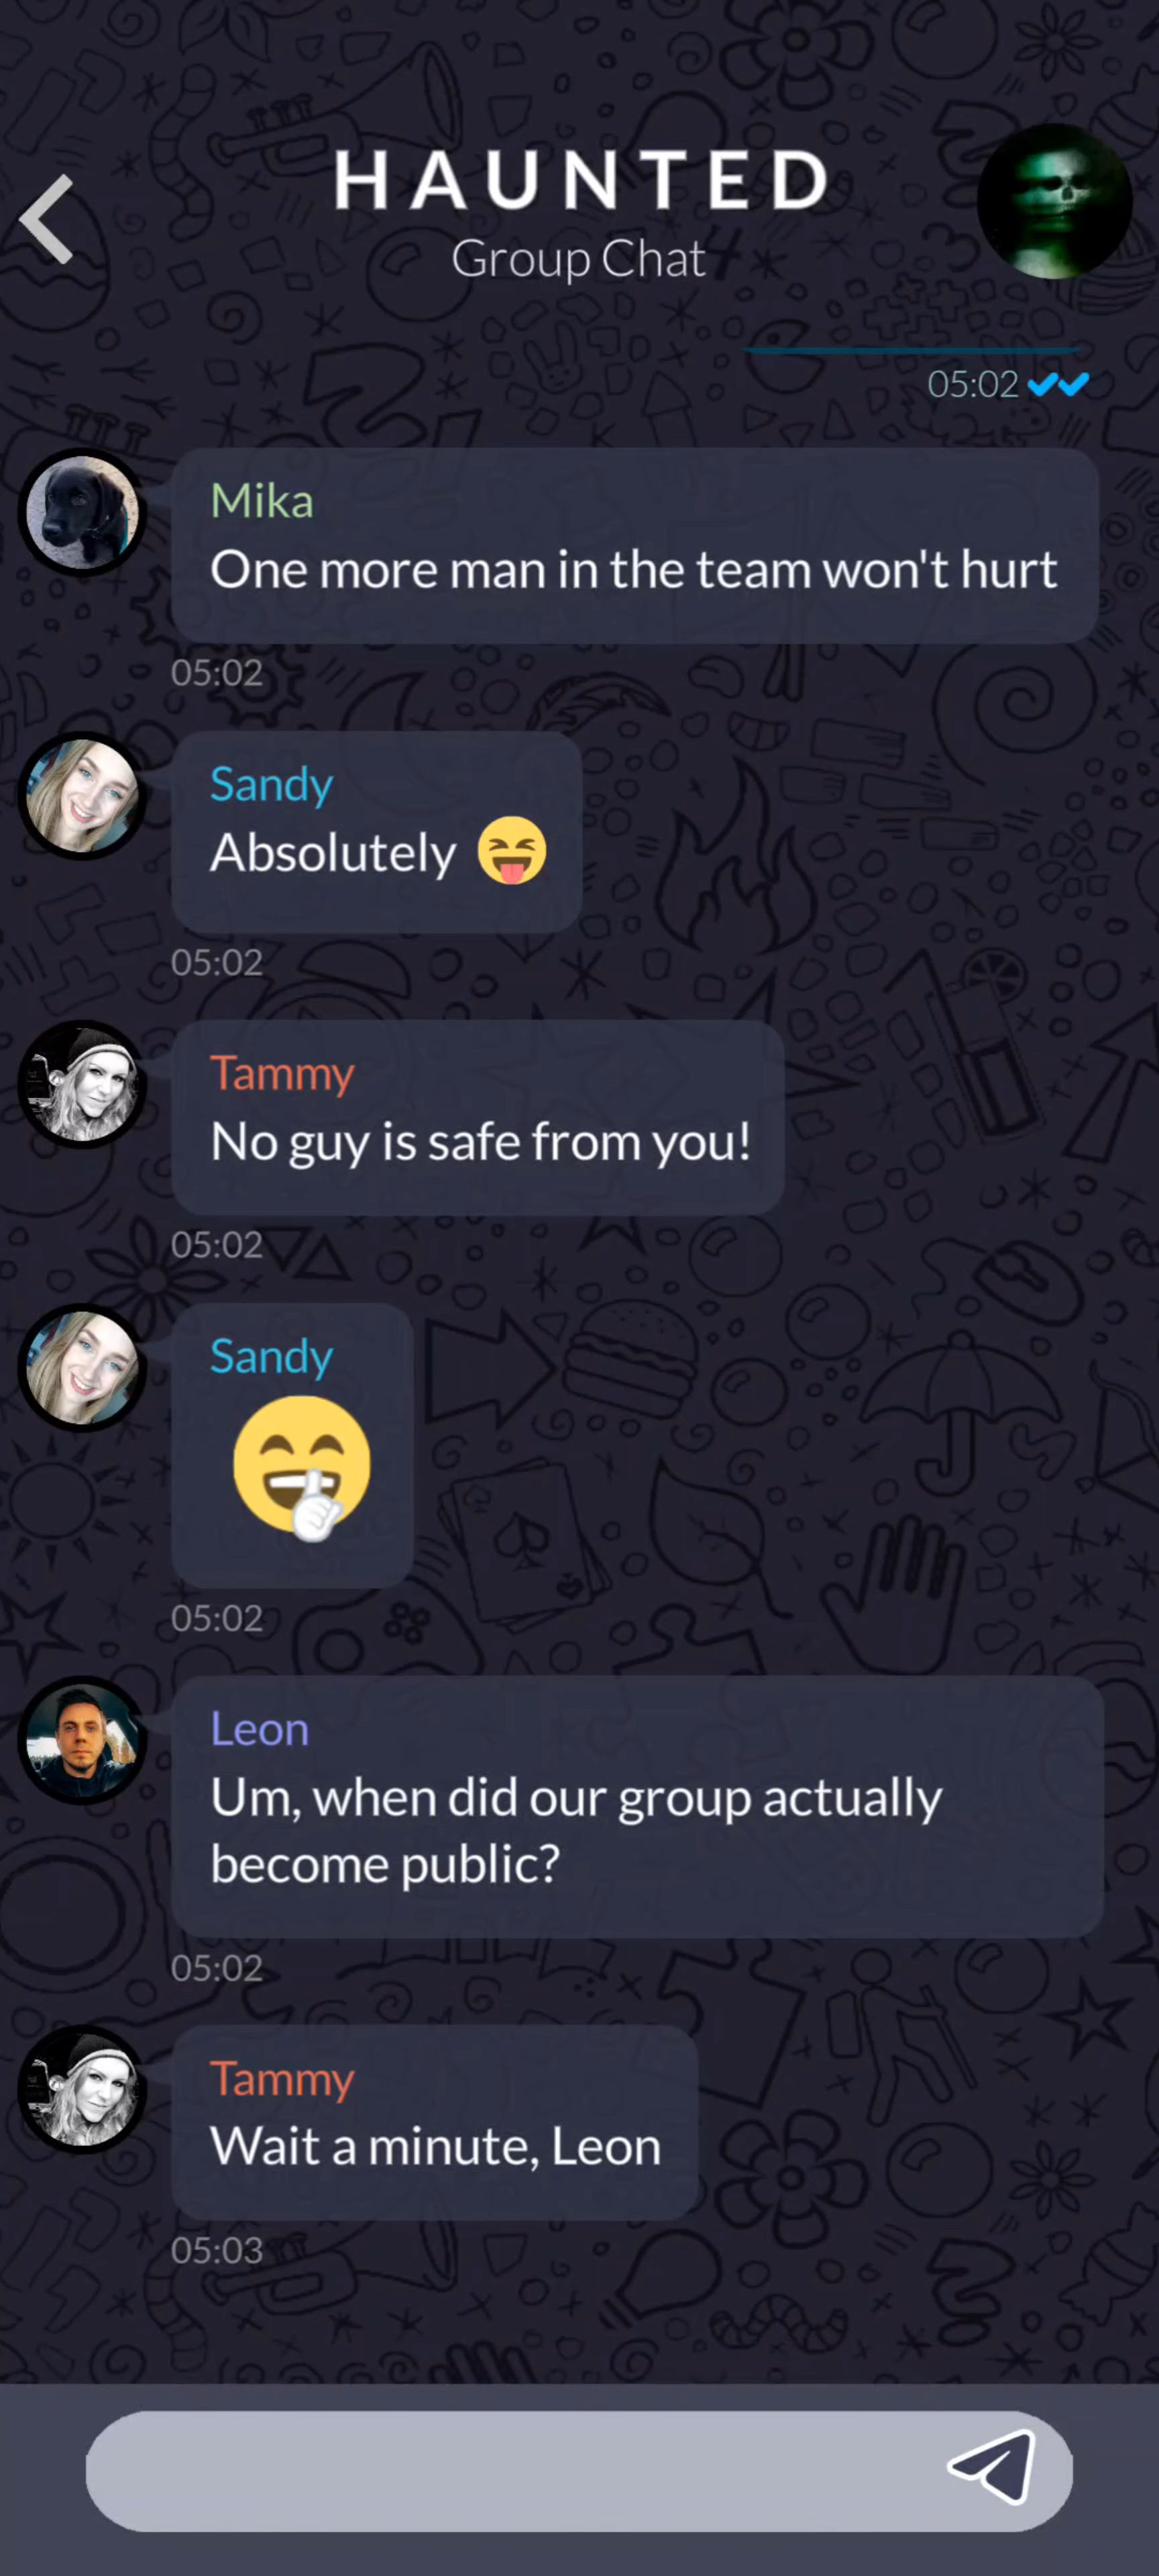 HAUNTED
Group Chat
05:02
Mika
One more man in the team won't hurt
05:02
Sandy
Absolutely 😝
05:02
Tammy
No guy is safe from you!
05:02
Sandy
05:02
Leon
Um, when did our group actually
become public?
05:02
Tammy
Wait a minute, Leon
05:03